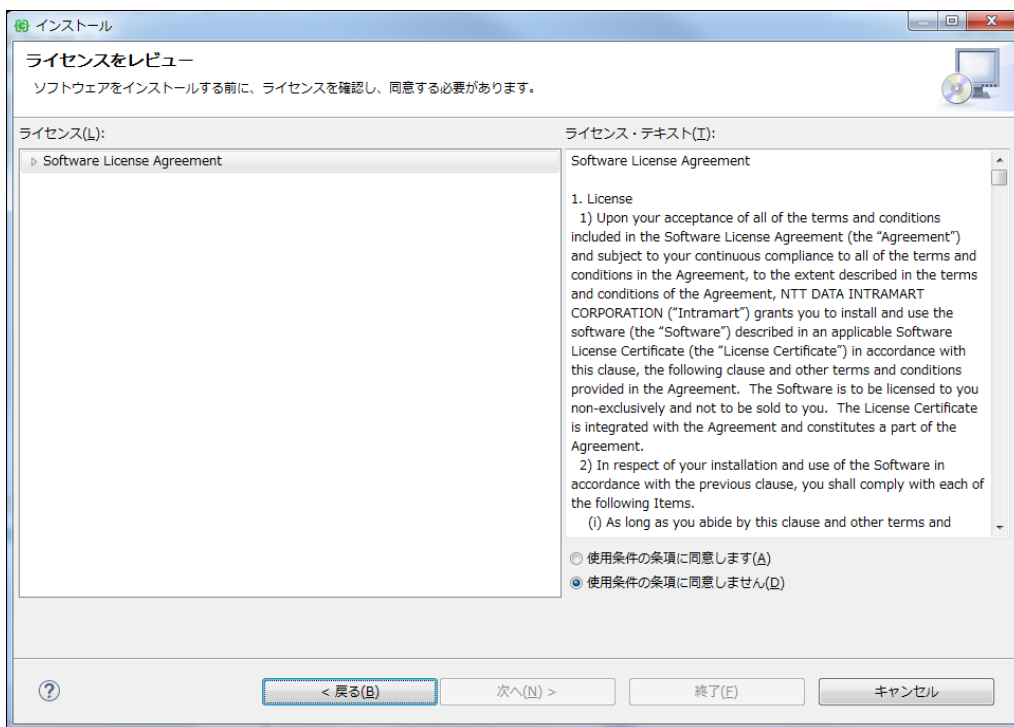 インストール
ライセンスをレビュー
ソフトウェアをインストールする前に、ライセンスを確認し、同意する必要があります。
ライセンス(L):
Software License Agreement
ライセンス・テキスト(T):
Software License Agreement
1. License
1) Upon your acceptance of all of the terms and conditions
included in the Software License Agreement (the “Agreement”)
and subject to your continuous compliance to all of the terms and
conditions in the Agreement, to the extent described in the terms
and conditions of the Agreement, NTT DATA INTRAMART
CORPORATION (“Intramart”) grants you to install and use the
software (the “Software”) described in an applicable Software
License Certificate (the “License Certificate”) in accordance with
this clause, the following clause and other terms and conditions
provided in the Agreement.  The Software is to be licensed to you
non-exclusively and not to be sold to you.  The License Certificate
is integrated with the Agreement and constitutes a part of the
Agreement.
2) In respect of your installation and use of the Software in
accordance with the previous clause, you shall comply with each of
the following Items.
(i) As long as you abide by this clause and other terms and
使用条件の条項に同意します(A)
使用条件の条項に同意しません(D)
?
< 戻る(B)
次へ(N) >
終了(F)
キャンセル